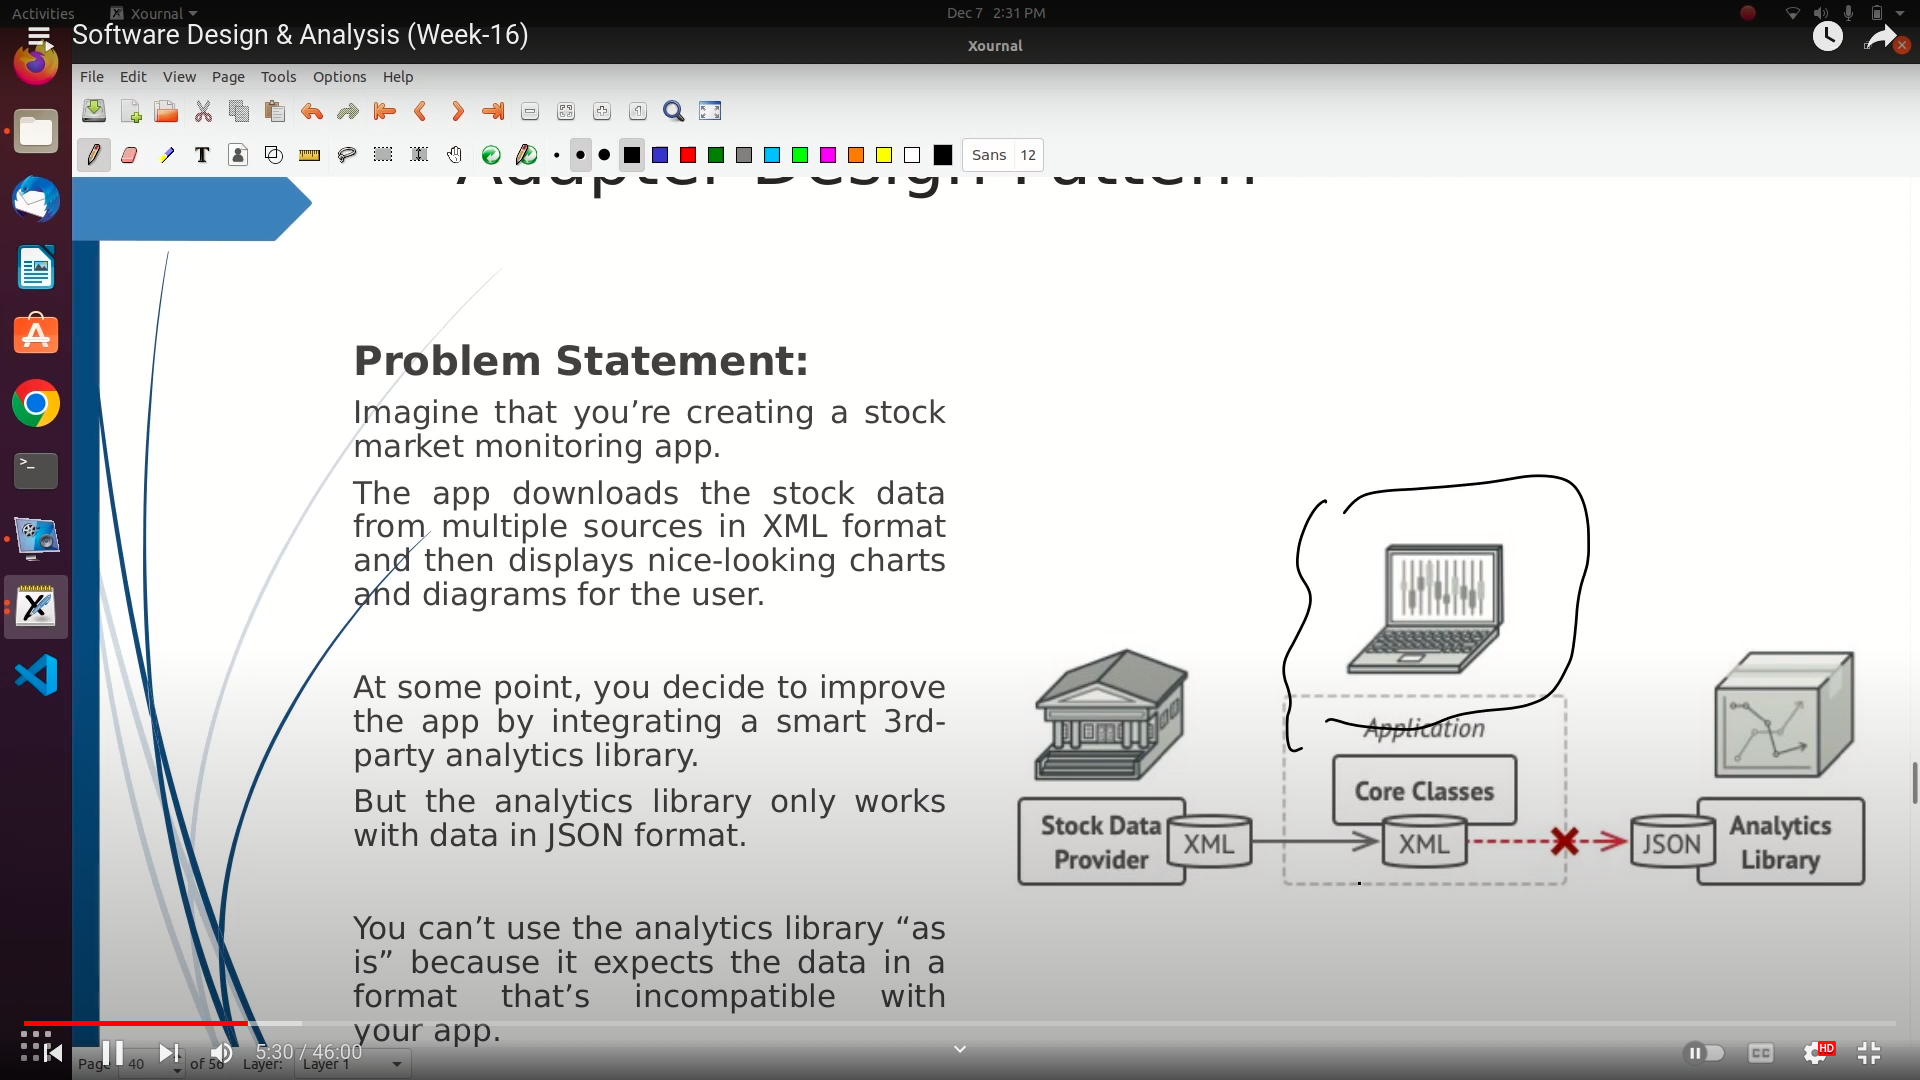 Activities
Xournal
Dec 7 2:31 PM
Software Design & Analysis (Week-16)
Xournal
File Edit View Page Tools Options Help
Sans 12
Adapter Design Pattern
Problem Statement:
Imagine that you’re creating a stock
market monitoring app.
The app downloads the stock data
from multiple sources in XML format
and then displays nice-looking charts
and diagrams for the user.
At some point, you decide to improve
the app by integrating a smart 3rd-
party analytics library.
But the analytics library only works
with data in JSON format.
You can’t use the analytics library “as
is” because it expects the data in a
format that’s incompatible with
your app.
Application
Core Classes
Stock Data
Provider
XML
XML
JSON
Analytics
Library
5:30 / 46:00
CC
HD
Page 40 of 56 Layer: Layer 1